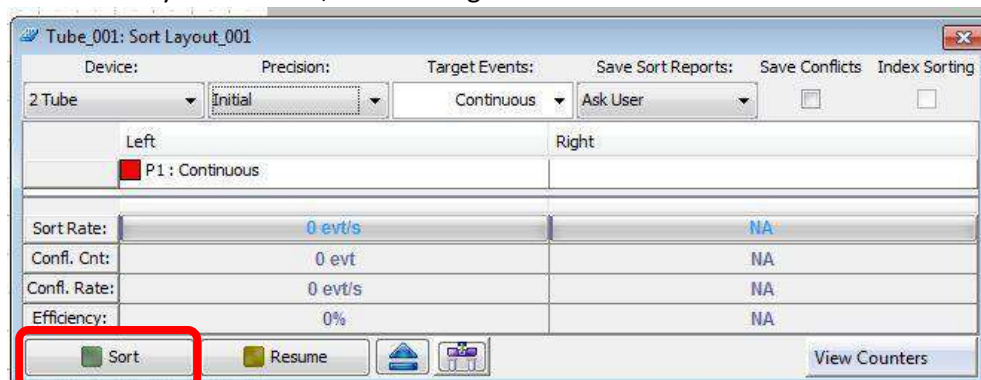 Tube_001: Sort Layout_001
Device: Precision: Target Events: Save Sort Reports: Save Conflicts Index Sorting
2 Tube Initial Continuous Ask User
Left Right
P1 : Continuous
Sort Rate: 0 evt/s NA
Confl. Cnt: 0 evt NA
Confl. Rate: 0 evt/s NA
Efficiency: 0% NA
Sort Resume View Counters